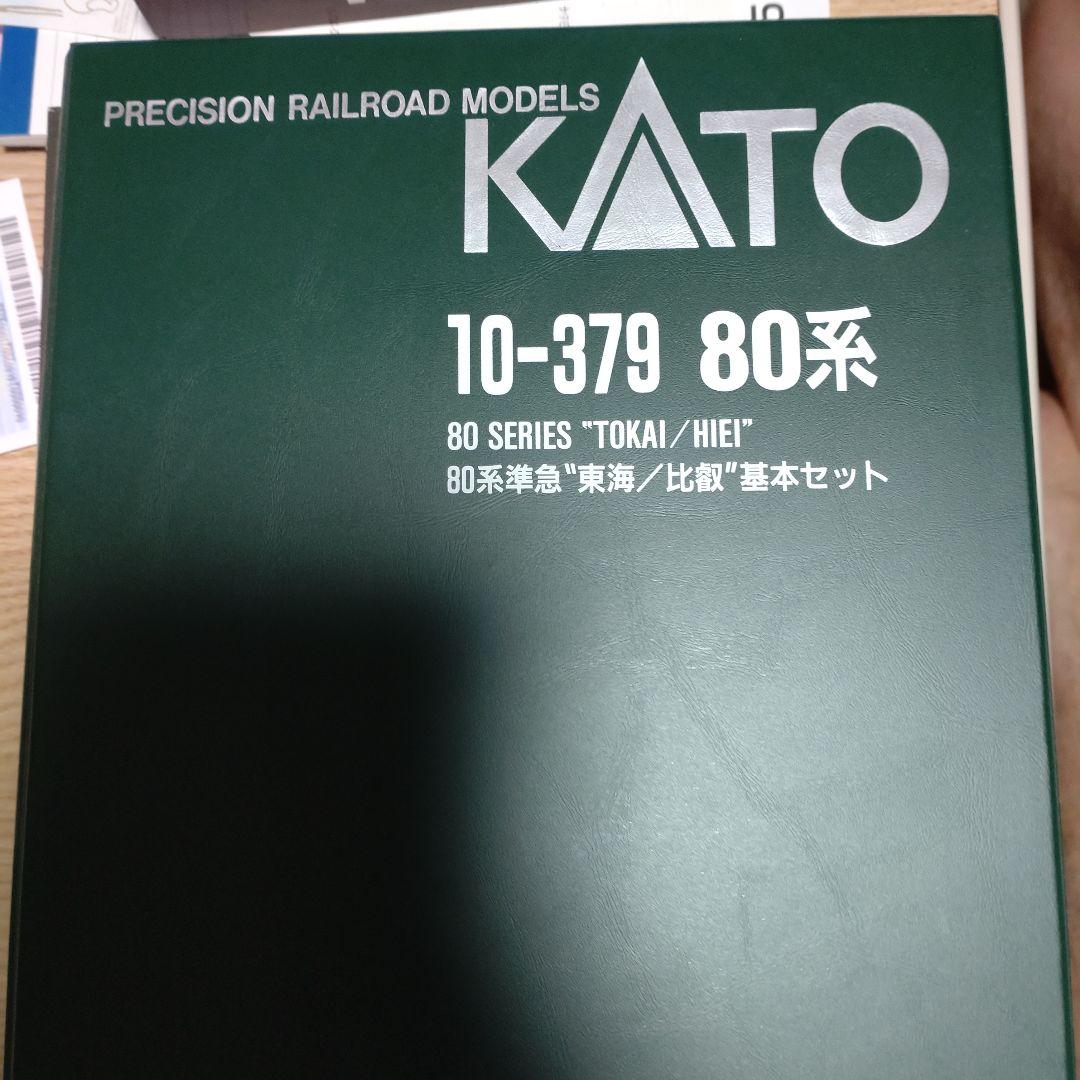 PRECISION RAILROAD MODELS
KATO
10-379 80系
80 SERIES “TOKAI／HIEI”
80系準急“東海／比叡”基本セット